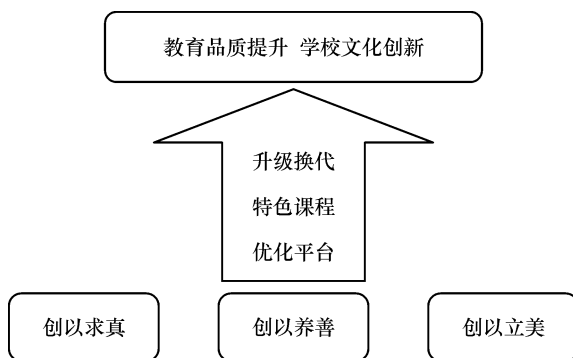 教育品质提升 学校文化创新
升级换代
特色课程
优化平台
创以求真
创以养善
创以立美